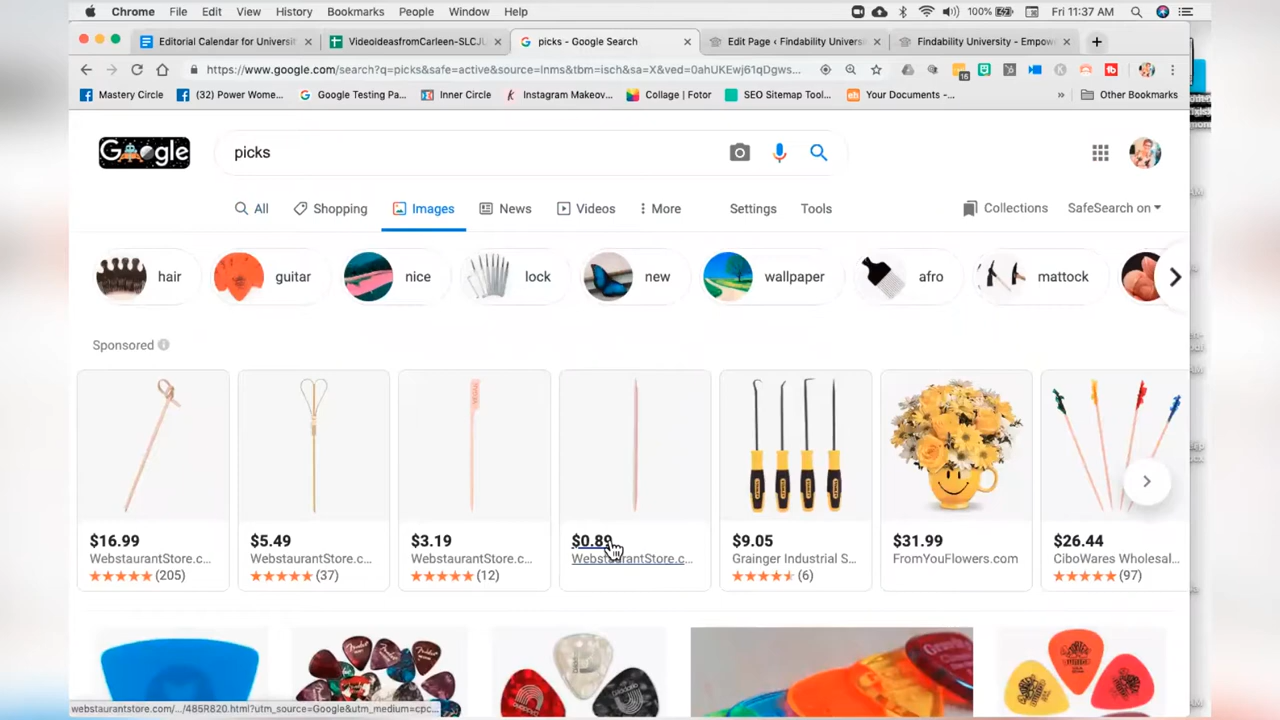 Chrome File Edit View History Bookmarks People Window Help 100% Fri 11:37 AM
Editorial Calendar for Universit
VideoIdeasfromCarleen-SLCJU
picks - Google Search
Edit Page ‹ Findability Universi
Findability University - Empow
https://www.google.com/search?q=picks&safe=active&source=lnms&tbm=isch&sa=X&ved=0ahUKEwj61qDgws...
16
Mastery Circle
(32) Power Wome...
Google Testing Pa...
Inner Circle
Instagram Makeov...
Collage | Fotor
SEO Sitemap Tool...
Your Documents -...
»
Other Bookmarks
Google
picks
All Shopping Images News Videos More Settings Tools Collections SafeSearch on
hair guitar nice lock new wallpaper afro mattock
Sponsored
$16.99 $5.49 $3.19 $0.89 $9.05 $31.99 $26.44
WebstaurantStore.c... WebstaurantStore.c... WebstaurantStore.c... WebstaurantStore.c... Grainger Industrial S... FromYouFlowers.com CiboWares Wholesal...
(205) (37) (12) (6) (97)
webstaurantstore.com/.../485R820.html?utm_source=Google&utm_medium=cpc...